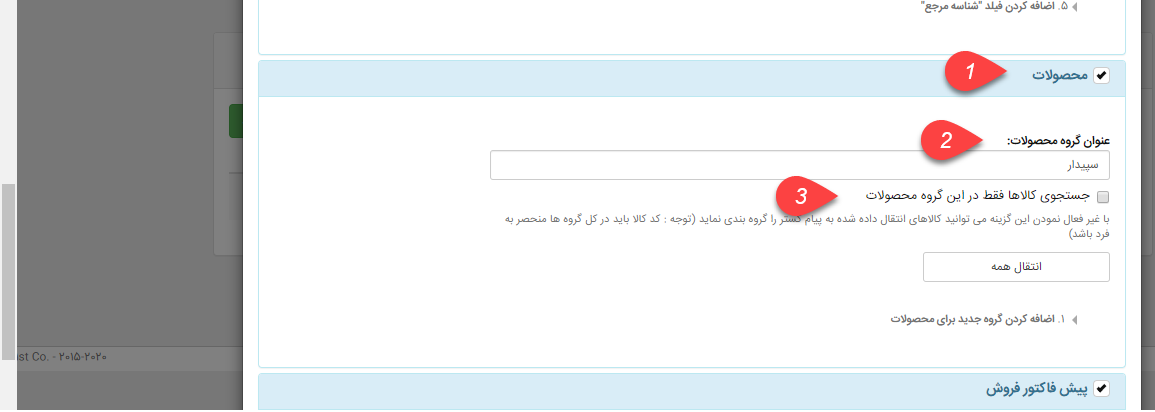 ۵. اضافه کردن فیلد "شناسه مرجع"
محصولات
1
عنوان گروه محصولات:
2
سپیدار
جستجوی کالاها فقط در این گروه محصولات
3
با غیر فعال نمودن این گزینه می توانید کالاهای انتقال داده شده به پیام گستر را گروه بندی نماید (توجه : کد کالا باید در کل گروه ها منحصر به
فرد باشد)
انتقال همه
۱. اضافه کردن گروه جدید برای محصولات
st Co. - ۲۰۱۵-۲۰۲۰
پیش فاکتور فروش